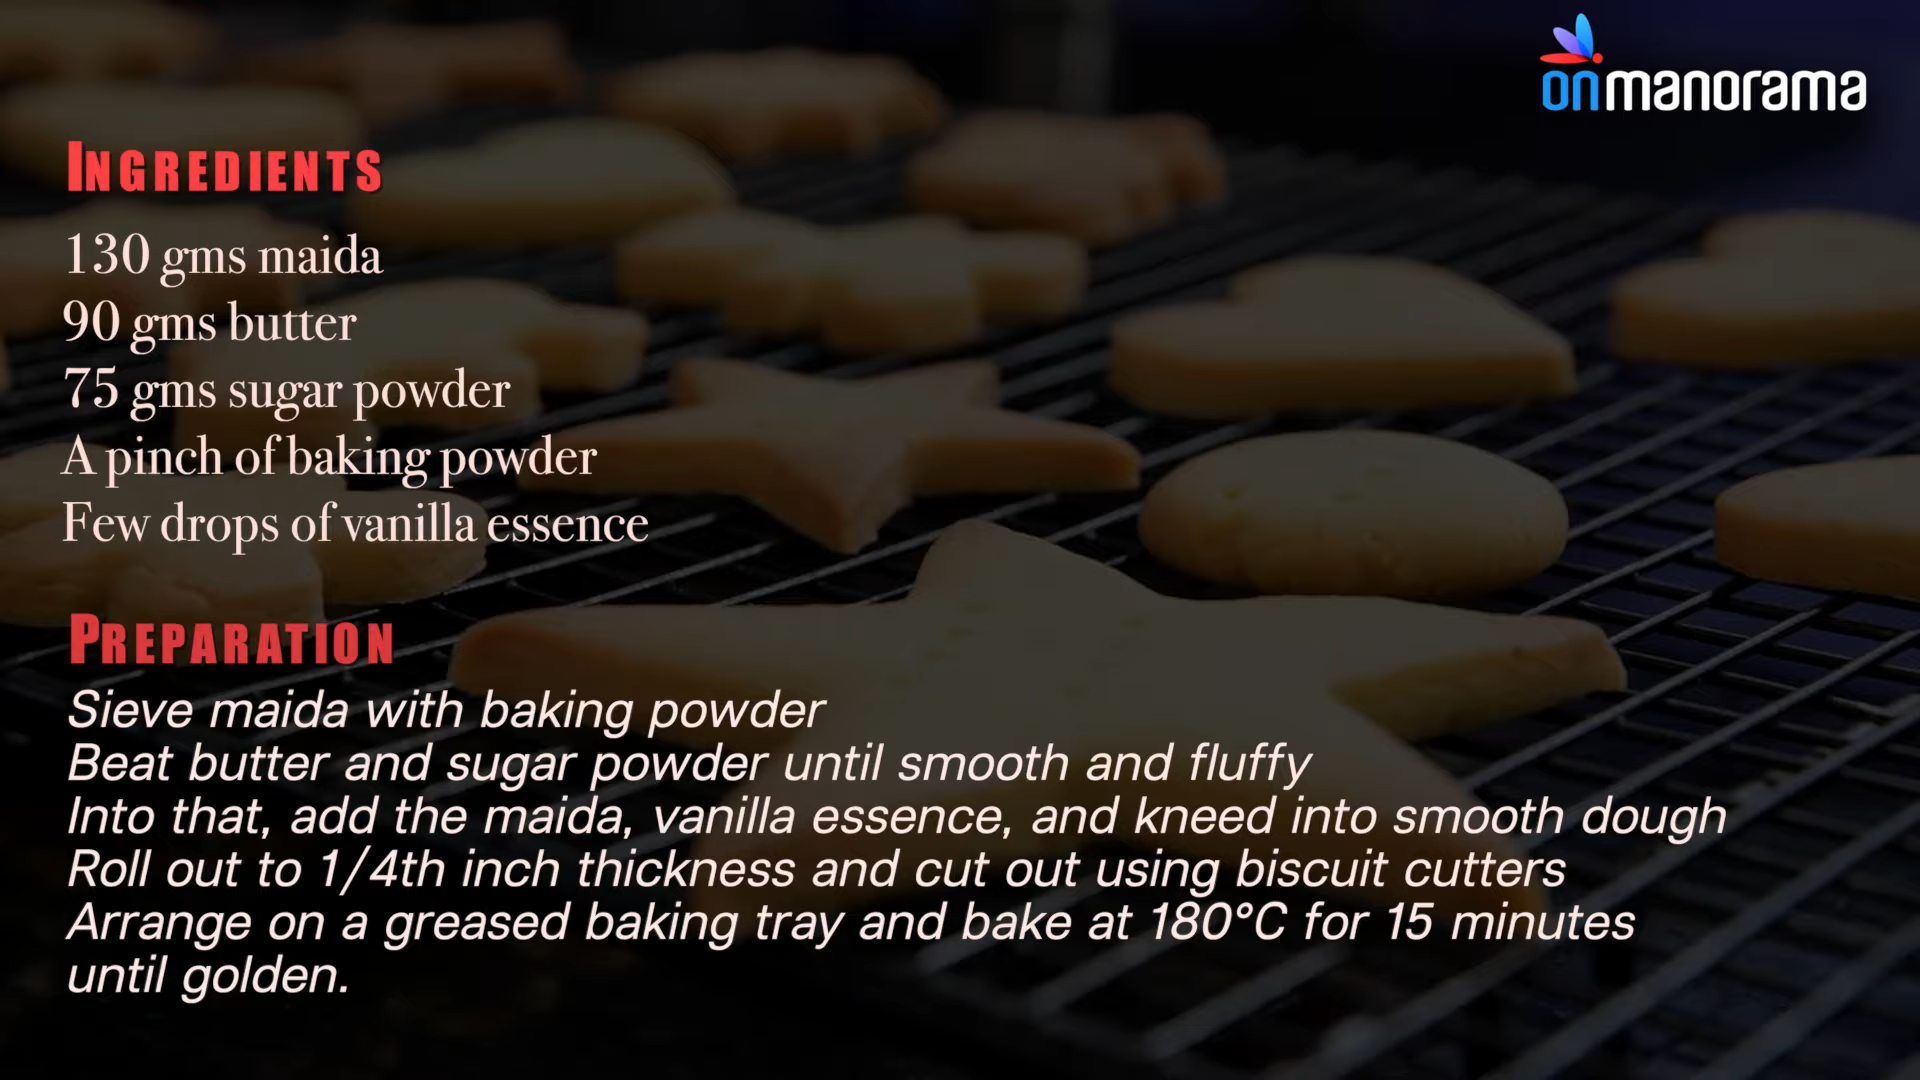 onmanorama
INGREDIENTS
130 gms maida
90 gms butter
75 gms sugar powder
A pinch of baking powder
Few drops of vanilla essence
PREPARATION
Sieve maida with baking powder
Beat butter and sugar powder until smooth and fluffy
Into that, add the maida, vanilla essence, and kneed into smooth dough
Roll out to 1/4th inch thickness and cut out using biscuit cutters
Arrange on a greased baking tray and bake at 180°C for 15 minutes
until golden.